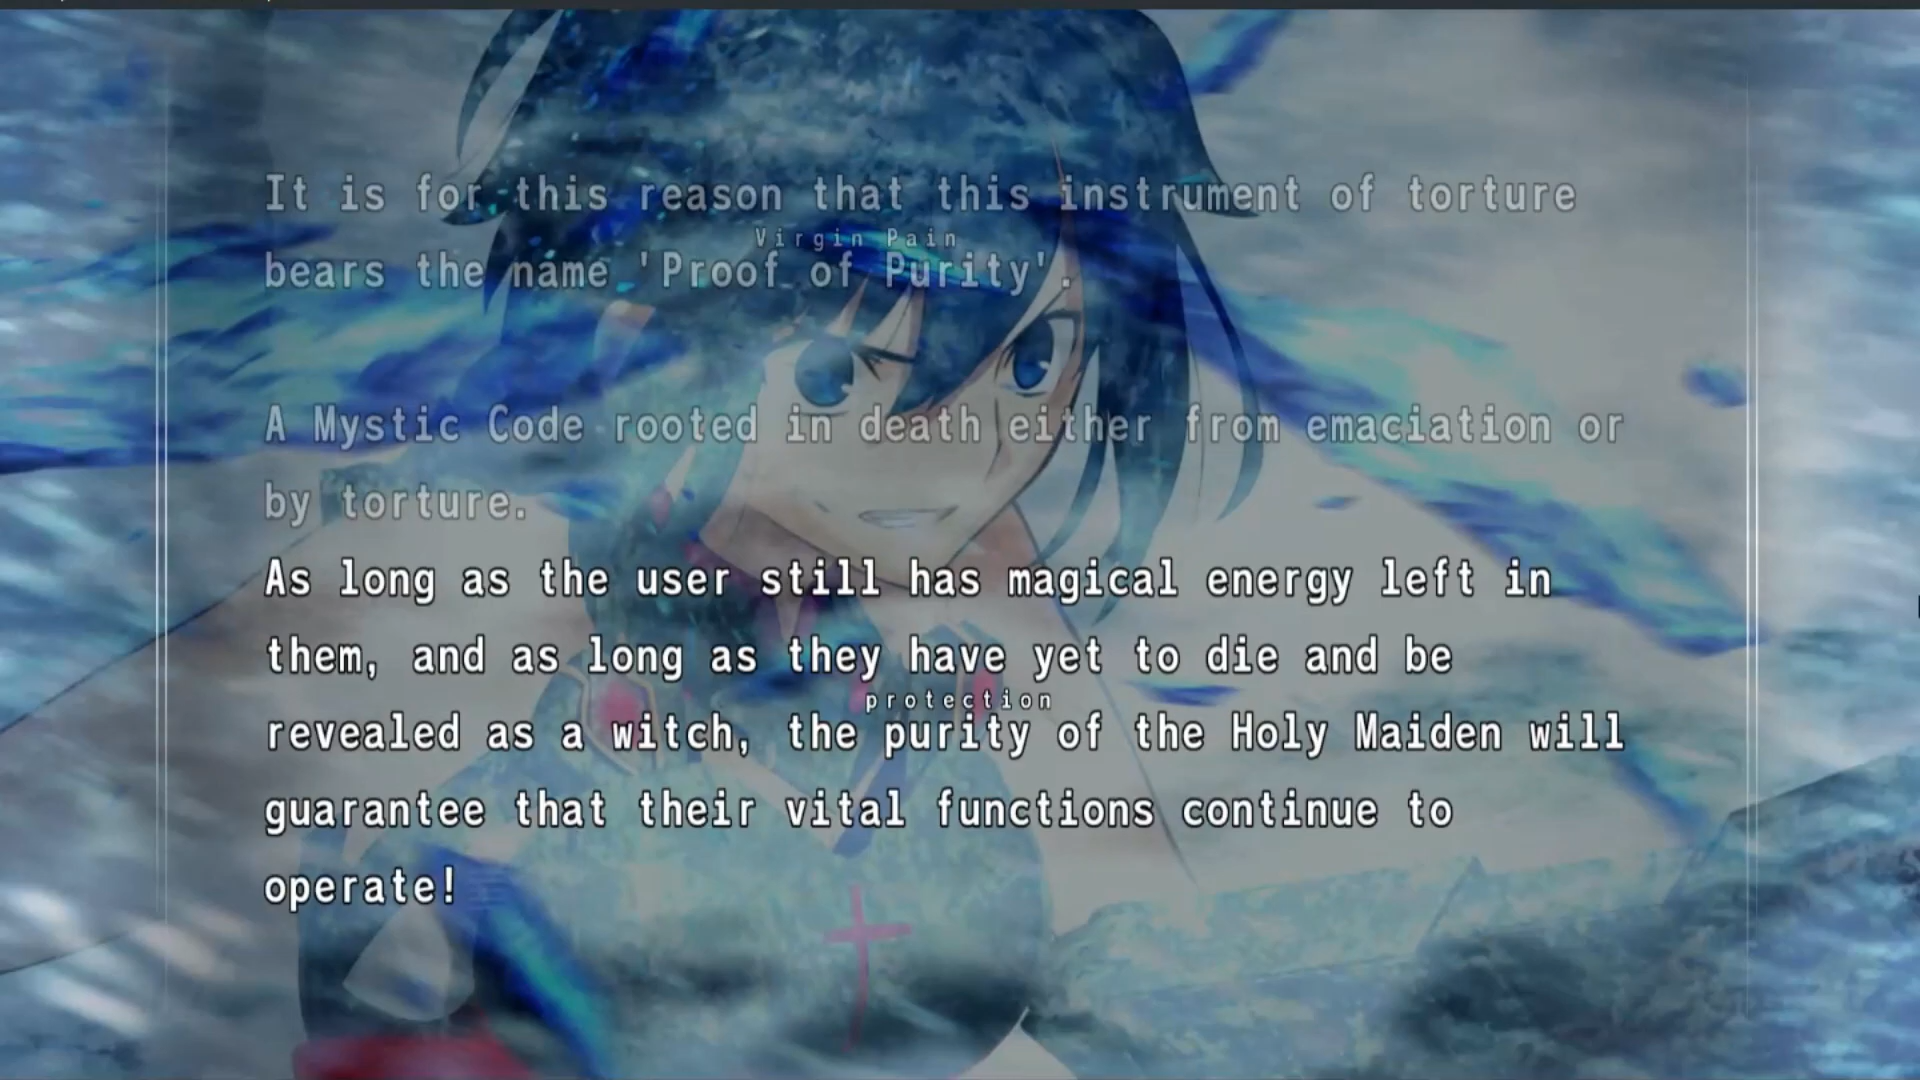 It is for this reason that this instrument of torture
Virgin Pain
bears the name 'Proof of Purity'.
A Mystic Code rooted in death either from emaciation or
by torture.
As long as the user still has magical energy left in
them, and as long as they have yet to die and be
protection
revealed as a witch, the purity of the Holy Maiden will
guarantee that their vital functions continue to
operate!